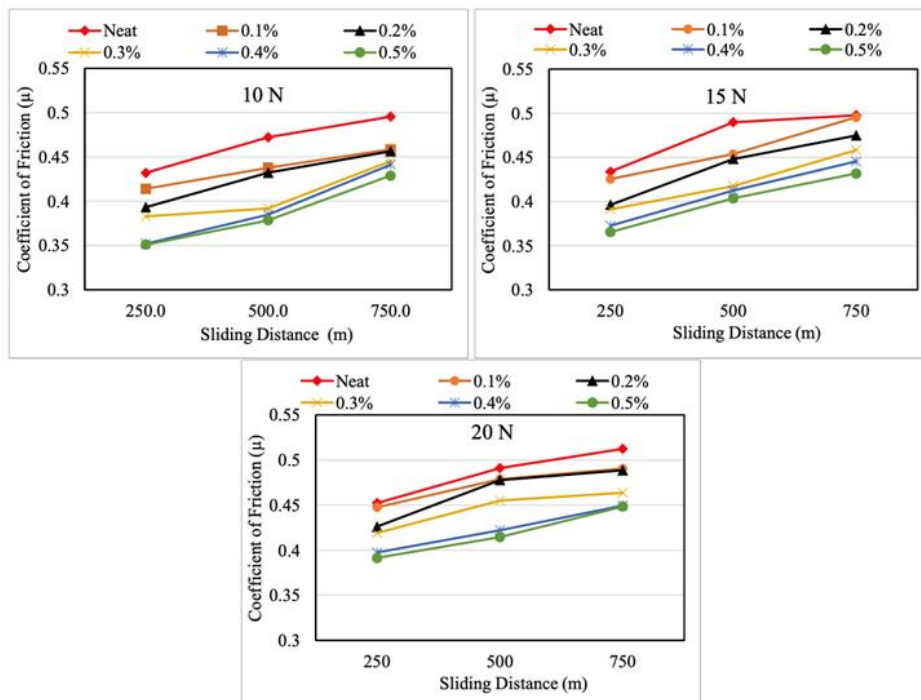 Neat 0.1% 0.2%
0.3% 0.4% 0.5%
10 N
Coefficient of Friction (μ)
0.55
0.5
0.45
0.4
0.35
0.3
250.0 500.0 750.0
Sliding Distance (m)
Neat 0.1% 0.2%
0.3% 0.4% 0.5%
15 N
Coefficient of Friction (μ)
0.55
0.5
0.45
0.4
0.35
0.3
250 500 750
Sliding Distance (m)
Neat 0.1% 0.2%
0.3% 0.4% 0.5%
20 N
Coefficient of Friction (μ)
0.55
0.5
0.45
0.4
0.35
0.3
250 500 750
Sliding Distance (m)